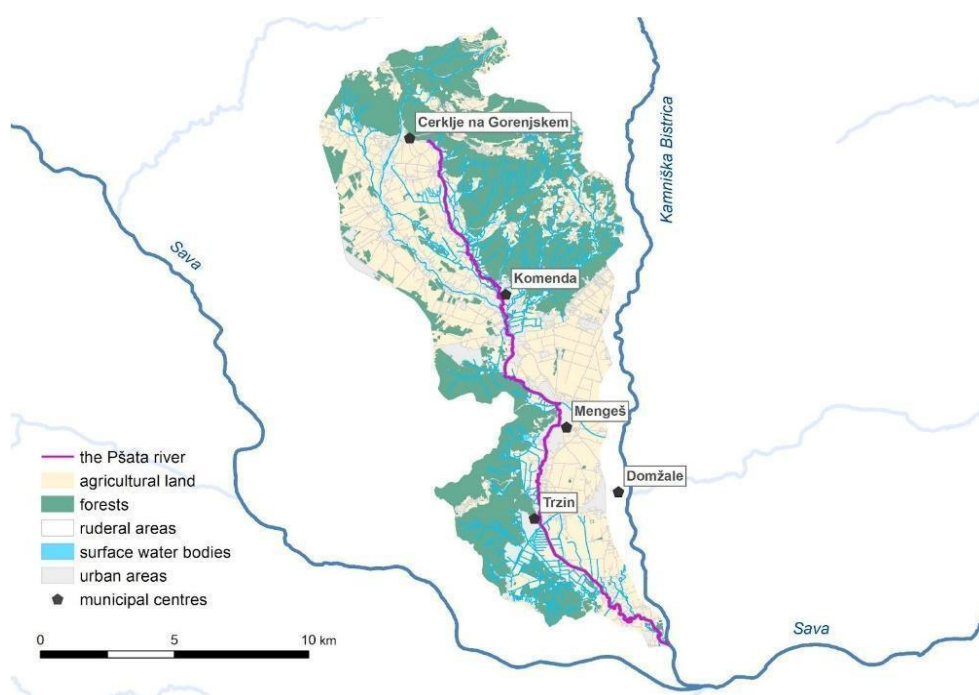 Cerklje na Gorenjskem
Kamniška Bistrica
Sava
Komenda
Mengeš
Domžale
Trzin
the Pšata river
agricultural land
forests
ruderal areas
surface water bodies
urban areas
municipal centres
0 5 10 km
Sava